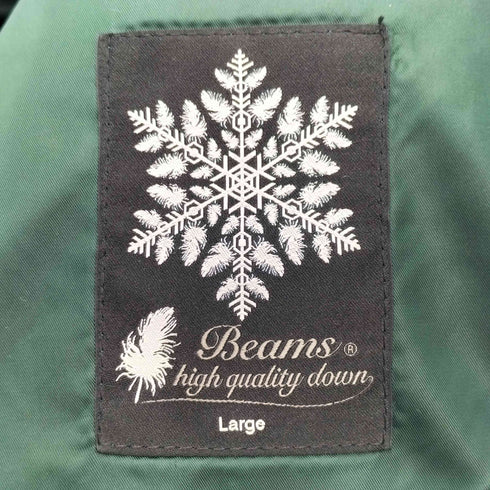 Beams ®
high quality down
Large